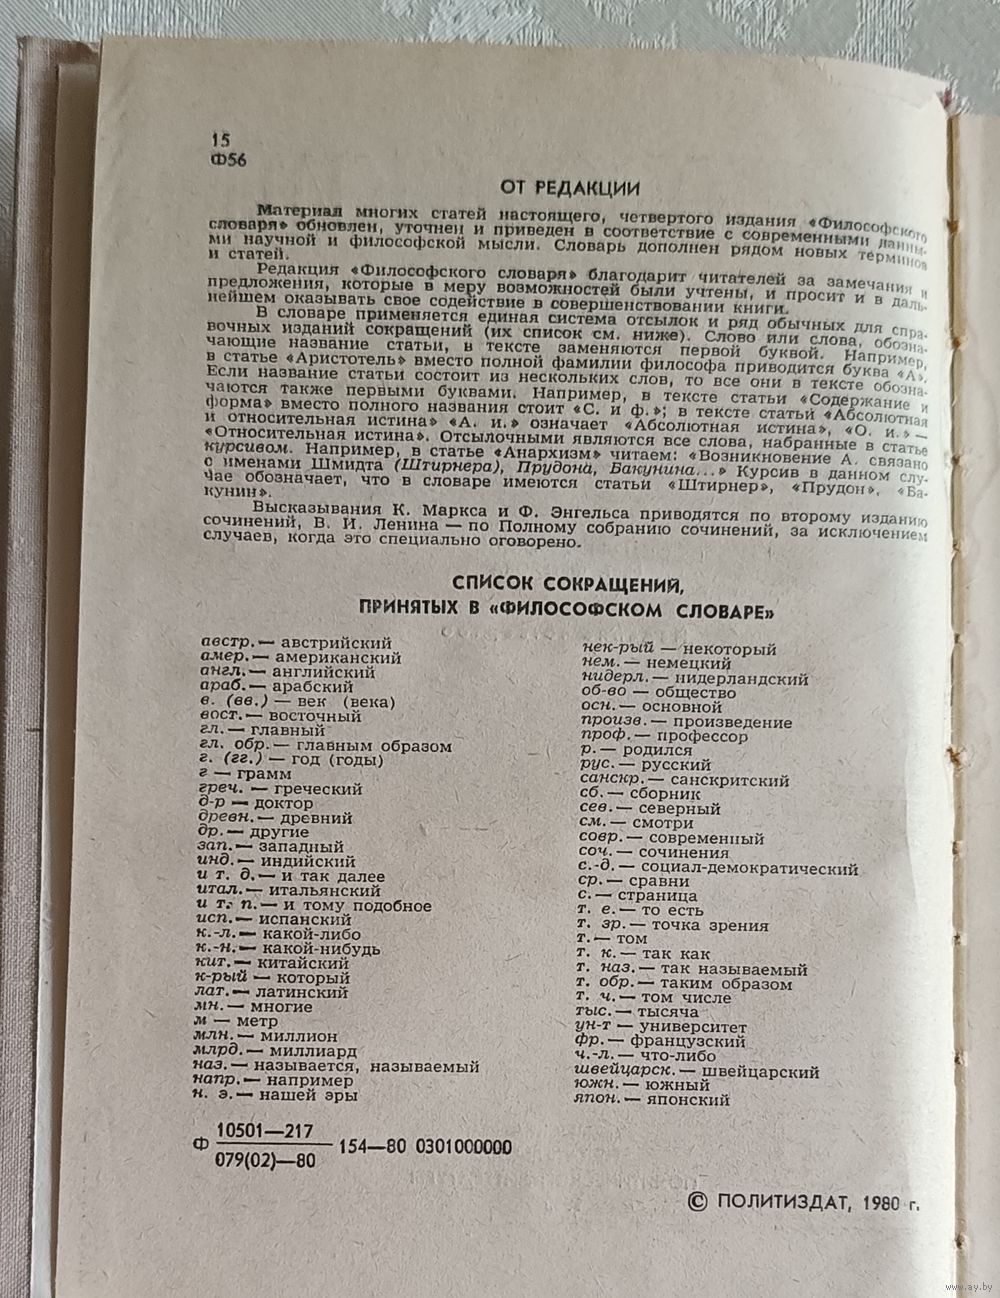 15
Ф56
ОТ РЕДАКЦИИ
Материал многих статей настоящего, четвертого издания «Философского
словаря» обновлен, уточнен и приведен в соответствие с современными данны-
ми научной и философской мысли. Словарь дополнен рядом новых терминов
и статей.
Редакция «Философского словаря» благодарит читателей за замечания и
предложения, которые в меру возможностей были учтены, и просит и в даль-
нейшем оказывать свое содействие в совершенствовании книги.
В словаре применяется единая система отсылок и ряд обычных для спра-
вочных изданий сокращений (их список см. ниже). Слово или слова, обозна-
чающие название статьи, в тексте заменяются первой буквой. Например,
в статье «Аристотель» вместо полной фамилии философа приводится буква «А».
Если название статьи состоит из нескольких слов, то все они в тексте обозна-
чаются также первыми буквами. Например, в тексте статьи «Содержание и
форма» вместо полного названия стоит «С. и ф.»; в тексте статьи «Абсолютная
и относительная истина» «А. и.» означает «Абсолютная истина», «О. и.» —
«Относительная истина». Отсылочными являются все слова, набранные в статье
курсивом. Например, в статье «Анархизм» читаем: «Возникновение А. связано
с именами Шмидта (Штирнера), Прудона, Бакунина...» Курсив в данном слу-
чае обозначает, что в словаре имеются статьи «Штирнер», «Прудон», «Ба-
кунин».
Высказывания К. Маркса и Ф. Энгельса приводятся по второму изданию
сочинений, В. И. Ленина — по Полному собранию сочинений, за исключением
случаев, когда это специально оговорено.
СПИСОК СОКРАЩЕНИЙ,
ПРИНЯТЫХ В «ФИЛОСОФСКОМ СЛОВАРЕ»
австр. — австрийский
амер. — американский
англ. — английский
араб. — арабский
в. (вв.) — век (века)
вост. — восточный
гл. — главный
гл. обр. — главным образом
г. (гг.) — год (годы)
г — грамм
греч. — греческий
д-р — доктор
древн. — древний
др. — другие
зап. — западный
инд. — индийский
и т. д. — и так далее
итал. — итальянский
и т. п. — и тому подобное
исп. — испанский
к.-л. — какой-либо
к.-н. — какой-нибудь
кит. — китайский
к-рый — который
лат. — латинский
мн. — многие
м — метр
млн. — миллион
млрд. — миллиард
наз. — называется, называемый
напр. — например
н. э. — нашей эры
нек-рый — некоторый
нем. — немецкий
нидерл. — нидерландский
об-во — общество
осн. — основной
произв. — произведение
проф. — профессор
р. — родился
рус. — русский
санскр. — санскритский
сб. — сборник
сев. — северный
см. — смотри
совр. — современный
соч. — сочинения
с.-д. — социал-демократический
ср. — сравни
с. — страница
т. е. — то есть
т. зр. — точка зрения
т. — том
т. к. — так как
т. наз. — так называемый
т. обр. — таким образом
т. ч. — том числе
тыс. — тысяча
ун-т — университет
фр. — французский
ч.-л. — что-либо
швейцарск. — швейцарский
южн. — южный
япон. — японский
10501—217
Ф 154—80 0301000000
079(02)—80
© ПОЛИТИЗДАТ, 1980 г.
www.ay.by